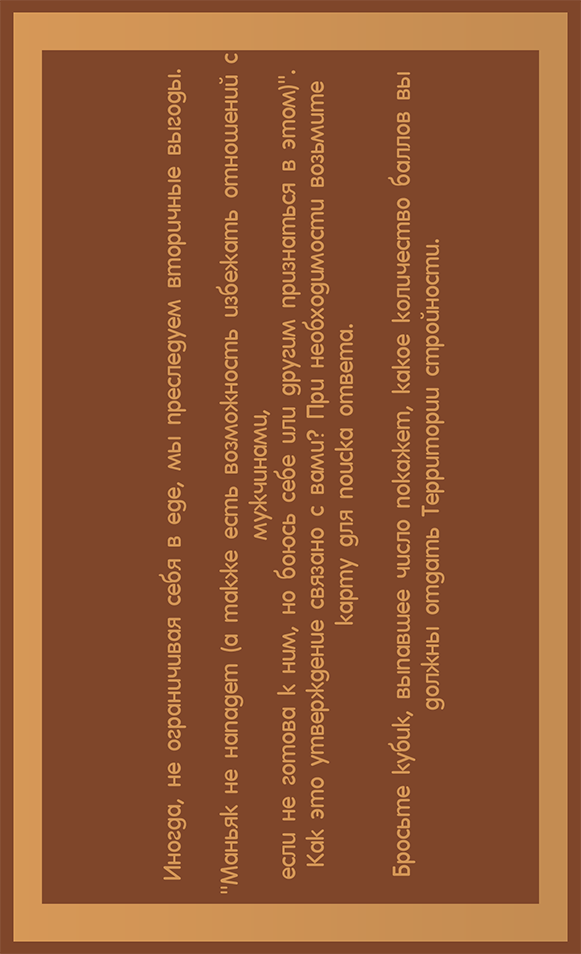 Иногда, не ограничивая себя в еде, мы преследуем вторичные выгоды.
"Маньяк не нападет (а также есть возможность избежать отношений с
мужчинами,
если не готова к ним, но боюсь себе или другим признаться в этом)".
Как это утверждение связано с вами? При необходимости возьмите
карту для поиска ответа.
Бросьте кубик, выпавшее число покажет, какое количество баллов вы
должны отдать Территории стройности.